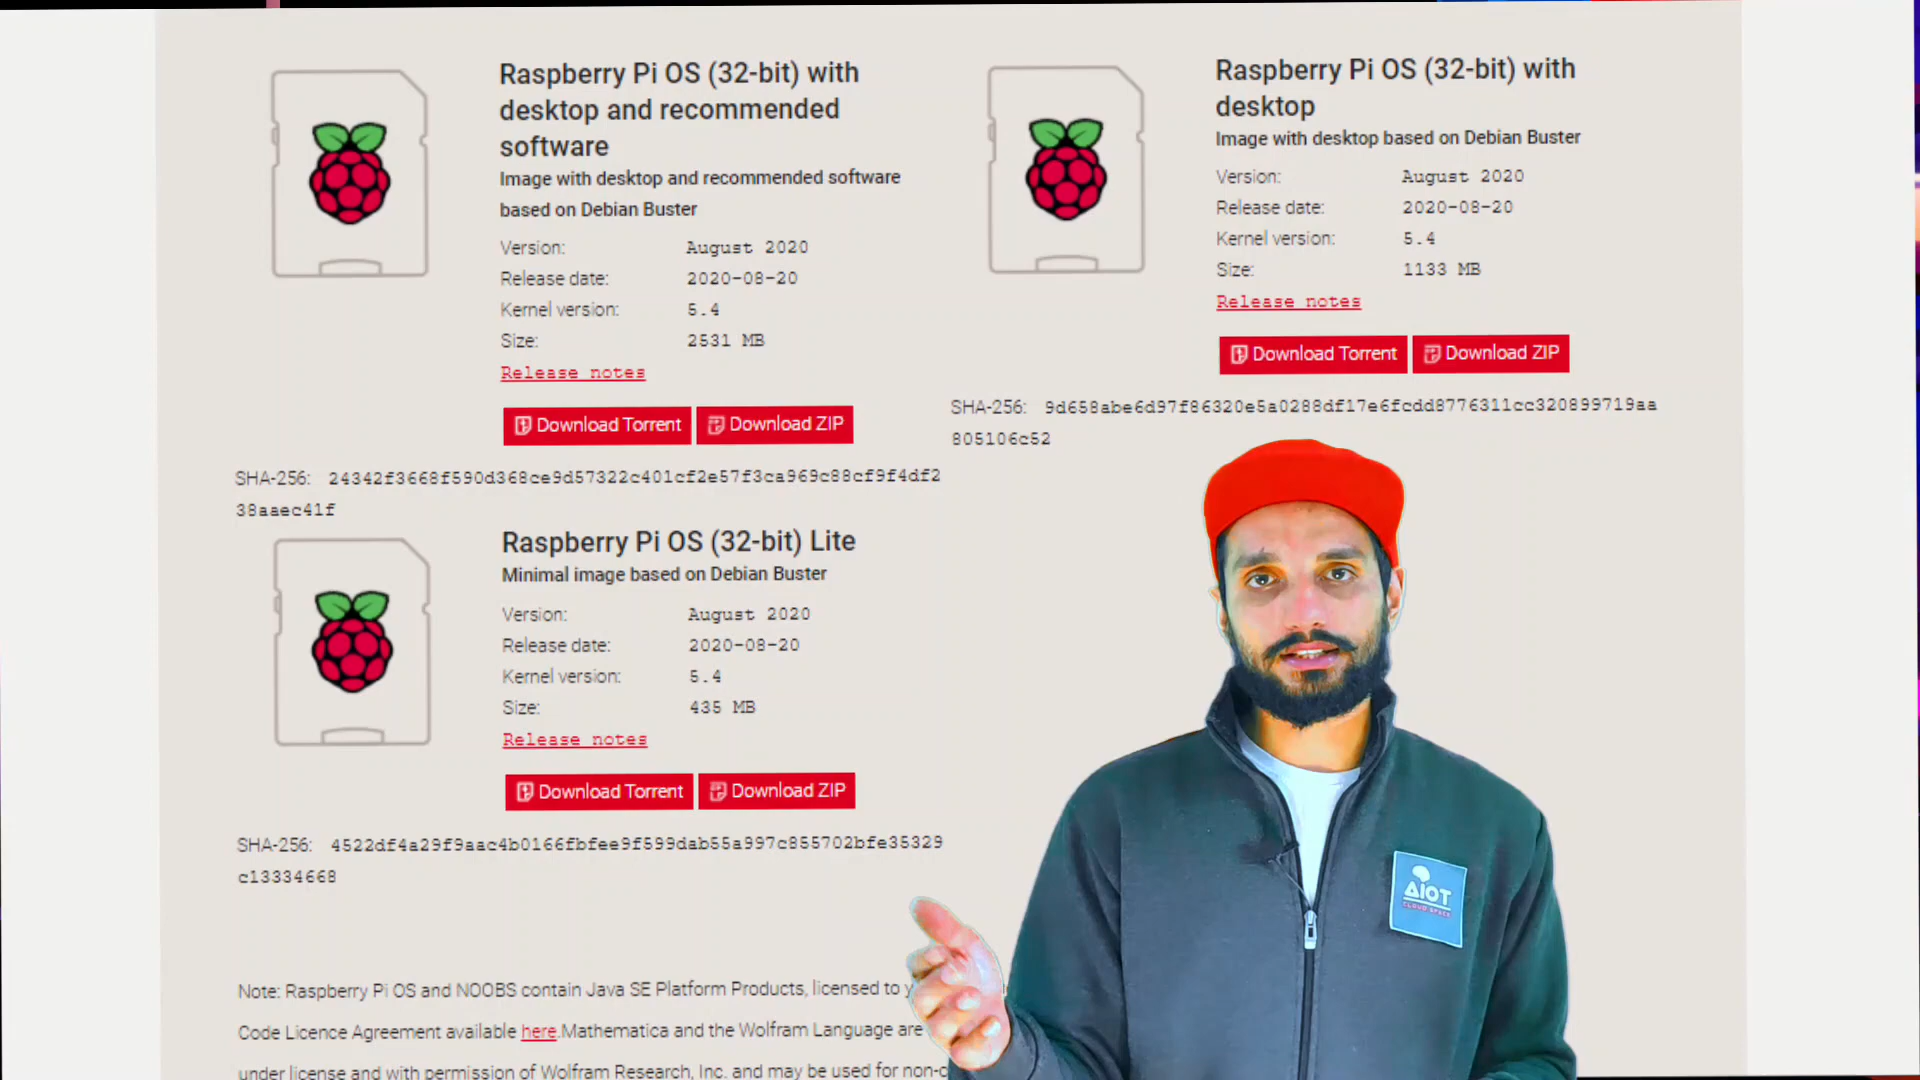 Raspberry Pi OS (32-bit) with
desktop and recommended
software
Image with desktop and recommended software
based on Debian Buster
Version: August 2020
Release date: 2020-08-20
Kernel version: 5.4
Size: 2531 MB
Release notes
Download Torrent Download ZIP
SHA-256: 24342f3668f590d368ce9d57322c401cf2e57f3ca969c88cf9f4df2
38aaec41f
Raspberry Pi OS (32-bit) with
desktop
Image with desktop based on Debian Buster
Version: August 2020
Release date: 2020-08-20
Kernel version: 5.4
Size: 1133 MB
Release notes
Download Torrent Download ZIP
SHA-256: 9d658abe6d97f86320e5a0288df17e6fcdd8776311cc320899719aa
805106c52
Raspberry Pi OS (32-bit) Lite
Minimal image based on Debian Buster
Version: August 2020
Release date: 2020-08-20
Kernel version: 5.4
Size: 435 MB
Release notes
Download Torrent Download ZIP
SHA-256: 4522df4a29f9aac4b0166fbfee9f599dab55a997c855702bfe35329
c13334668
Note: Raspberry Pi OS and NOOBS contain Java SE Platform Products, licensed to y
Code Licence Agreement available here. Mathematica and the Wolfram Language are
under license and with permission of Wolfram Research, Inc. and may be used for non-c
AIOT
CLOUD STACK